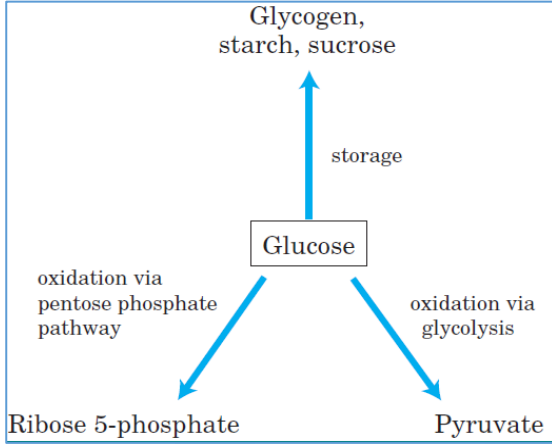 Glycogen,
starch, sucrose
storage
Glucose
oxidation via
pentose phosphate
pathway
oxidation via
glycolysis
Ribose 5-phosphate
Pyruvate